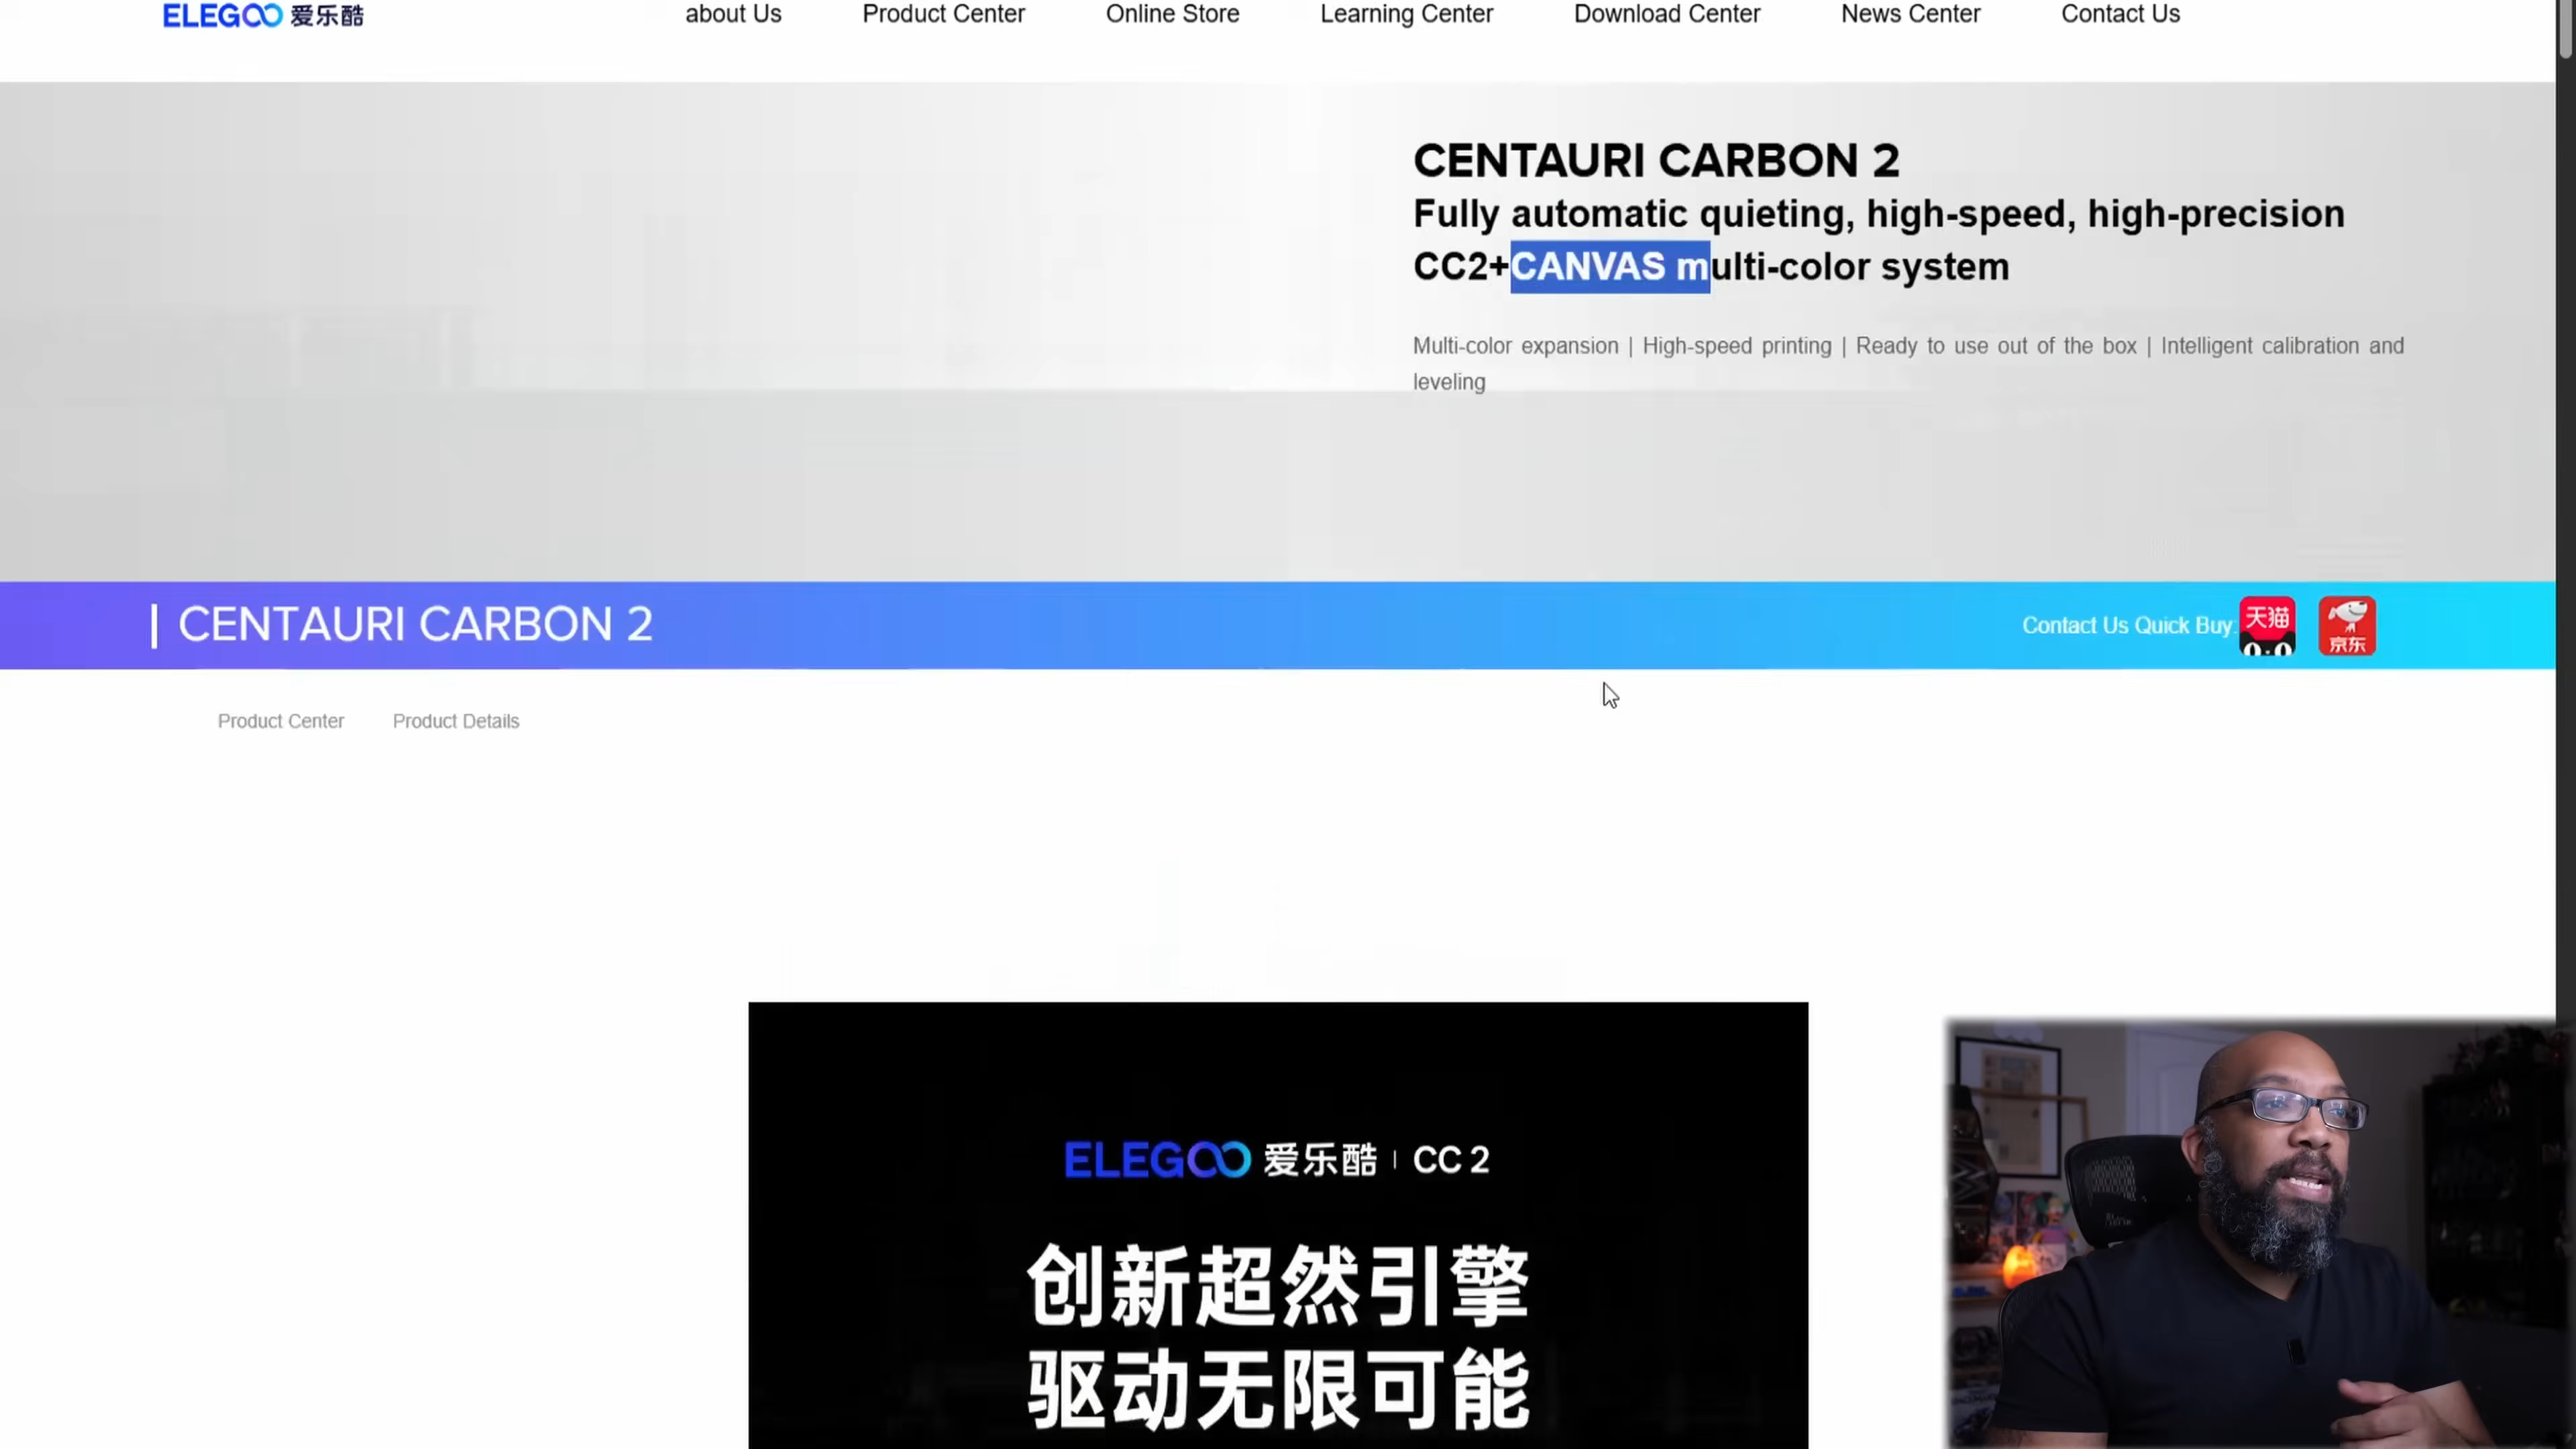 ELEGOO 爱乐酷
about Us
Product Center
Online Store
Learning Center
Download Center
News Center
Contact Us
CENTAURI CARBON 2
Fully automatic quieting, high-speed, high-precision
CC2+CANVAS multi-color system
Multi-color expansion | High-speed printing | Ready to use out of the box | Intelligent calibration and
leveling
CENTAURI CARBON 2
Contact Us Quick Buy:
天猫
京东
Product Center
Product Details
ELEGOO 爱乐酷 | CC 2
创新超然引擎
驱动无限可能